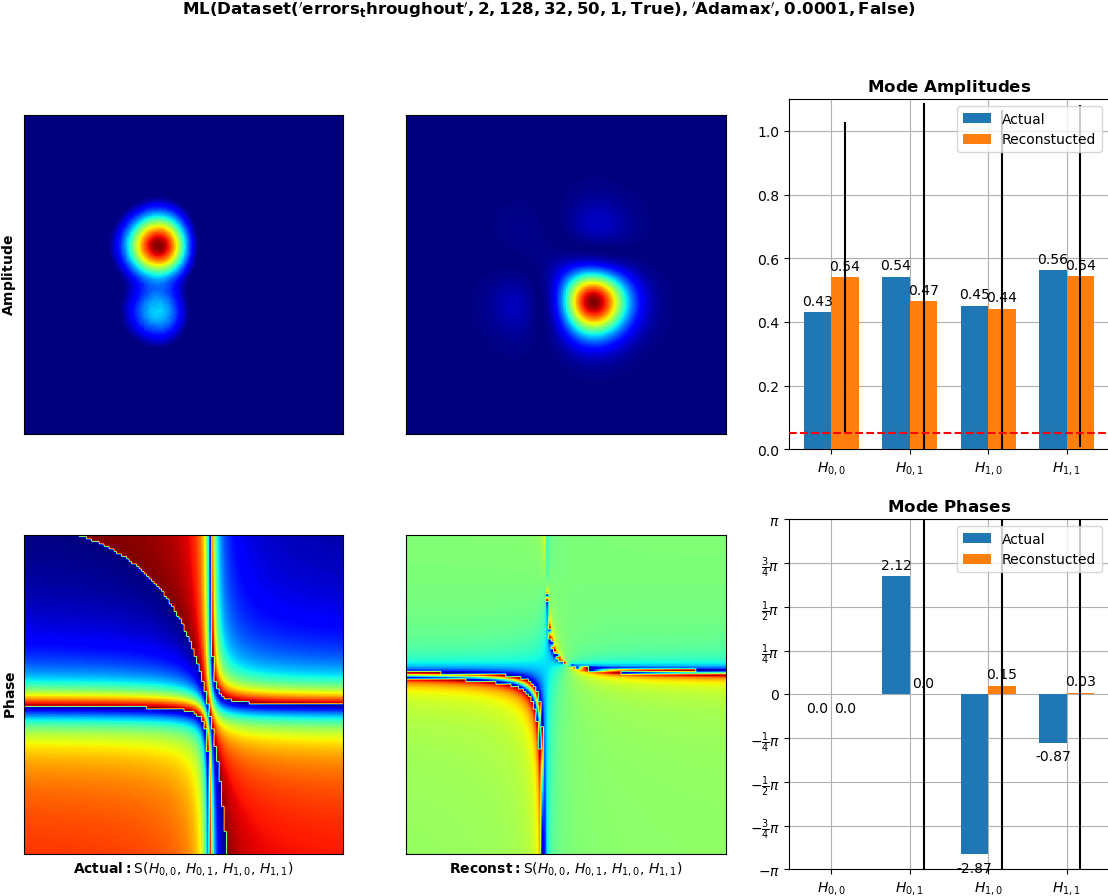 ML(Dataset('errors_throughout', 2, 128, 32, 50, 1, True), 'Adamax', 0.0001, False)
Amplitude
Mode Amplitudes
Actual
Reconstucted
1.0
0.8
0.6
0.4
0.2
0.0
0.43
0.54
0.54
0.47
0.45
0.44
0.56
0.54
H0,0
H0,1
H1,0
H1,1
Phase
Actual: S(H0,0, H0,1, H1,0, H1,1)
Reconst: S(H0,0, H0,1, H1,0, H1,1)
Mode Phases
Actual
Reconstucted
π
3/4π
1/2π
1/4π
0
−1/4π
−1/2π
−3/4π
−π
0.0
0.0
2.12
0.0
-2.87
0.15
-0.87
0.03
H0,0
H0,1
H1,0
H1,1